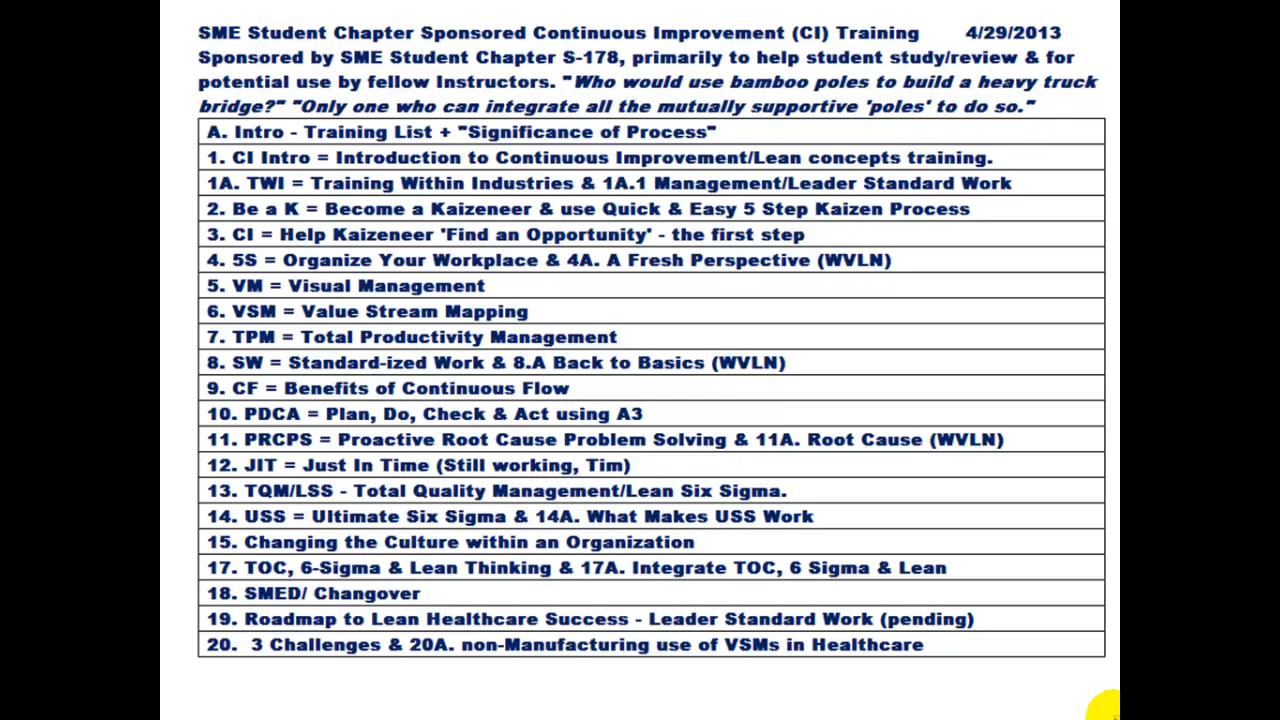 SME Student Chapter Sponsored Continuous Improvement (CI) Training 4/29/2013
Sponsored by SME Student Chapter S-178, primarily to help student study/review & for
potential use by fellow Instructors. "Who would use bamboo poles to build a heavy truck
bridge?" "Only one who can integrate all the mutually supportive 'poles' to do so."
A. Intro - Training List + "Significance of Process"
1. CI Intro = Introduction to Continuous Improvement/Lean concepts training.
1A. TWI = Training Within Industries & 1A.1 Management/Leader Standard Work
2. Be a K = Become a Kaizeneer & use Quick & Easy 5 Step Kaizen Process
3. CI = Help Kaizeneer 'Find an Opportunity' - the first step
4. 5S = Organize Your Workplace & 4A. A Fresh Perspective (WVLN)
5. VM = Visual Management
6. VSM = Value Stream Mapping
7. TPM = Total Productivity Management
8. SW = Standard-ized Work & 8.A Back to Basics (WVLN)
9. CF = Benefits of Continuous Flow
10. PDCA = Plan, Do, Check & Act using A3
11. PRCPS = Proactive Root Cause Problem Solving & 11A. Root Cause (WVLN)
12. JIT = Just In Time (Still working, Tim)
13. TQM/LSS - Total Quality Management/Lean Six Sigma.
14. USS = Ultimate Six Sigma & 14A. What Makes USS Work
15. Changing the Culture within an Organization
17. TOC, 6-Sigma & Lean Thinking & 17A. Integrate TOC, 6 Sigma & Lean
18. SMED/ Changover
19. Roadmap to Lean Healthcare Success - Leader Standard Work (pending)
20. 3 Challenges & 20A. non-Manufacturing use of VSMs in Healthcare